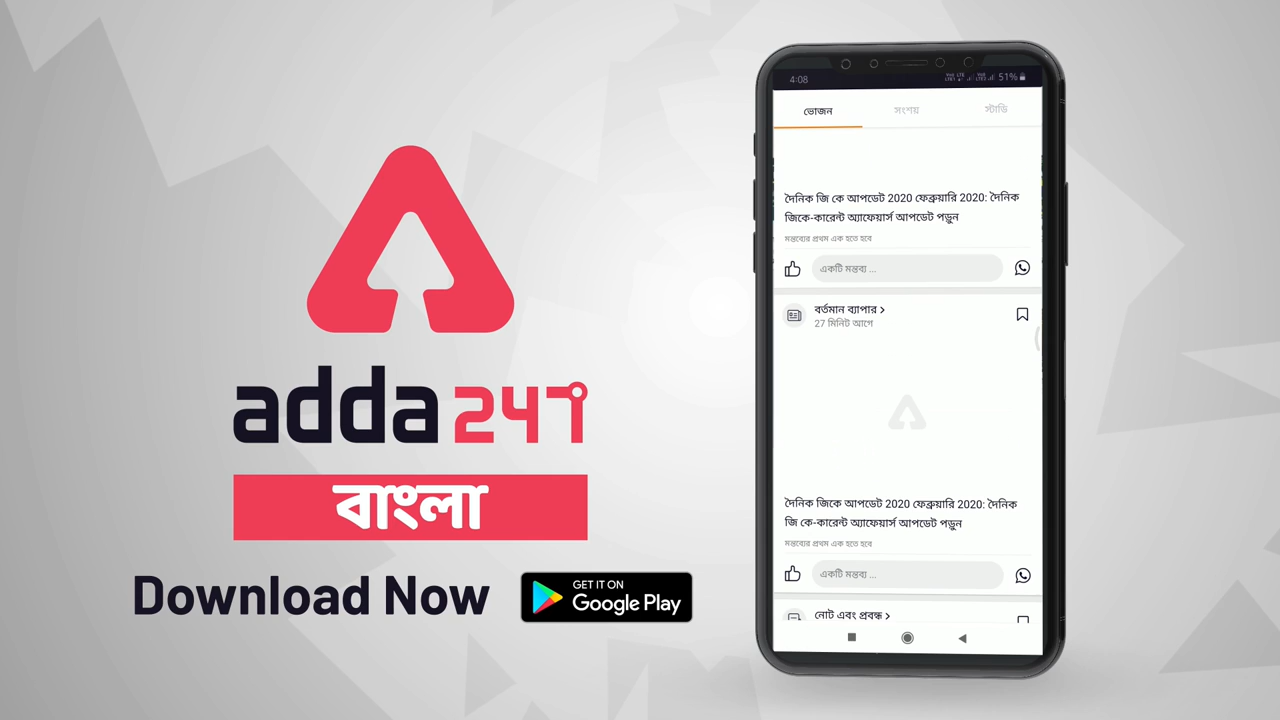 adda 247
বাংলা
Download Now
GET IT ON
Google Play
4:08
51%
ভোজন সংশয় স্টাডি
দৈনিক জি কে আপডেট 2020 ফেব্রুয়ারি 2020: দৈনিক
জিকে-কারেন্ট অ্যাফেয়ার্স আপডেট পড়ুন
মন্তব্যের প্রথম এক হতে হবে
একটি মন্তব্য ...
বর্তমান ব্যাপার >
27 মিনিট আগে
দৈনিক জিকে আপডেট 2020 ফেব্রুয়ারি 2020: দৈনিক
জি কে-কারেন্ট অ্যাফেয়ার্স আপডেট পড়ুন
মন্তব্যের প্রথম এক হতে হবে
একটি মন্তব্য ...
নোট এবং প্রবন্ধ >